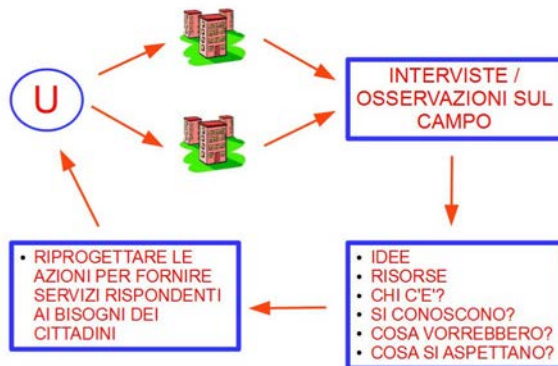 U
INTERVISTE /
OSSERVAZIONI SUL
CAMPO
• IDEE
• RISORSE
• CHI C'E'?
• SI CONOSCONO?
• COSA VORREBBERO?
• COSA SI ASPETTANO?
• RIPROGETTARE LE
AZIONI PER FORNIRE
SERVIZI RISPONDENTI
AI BISOGNI DEI
CITTADINI